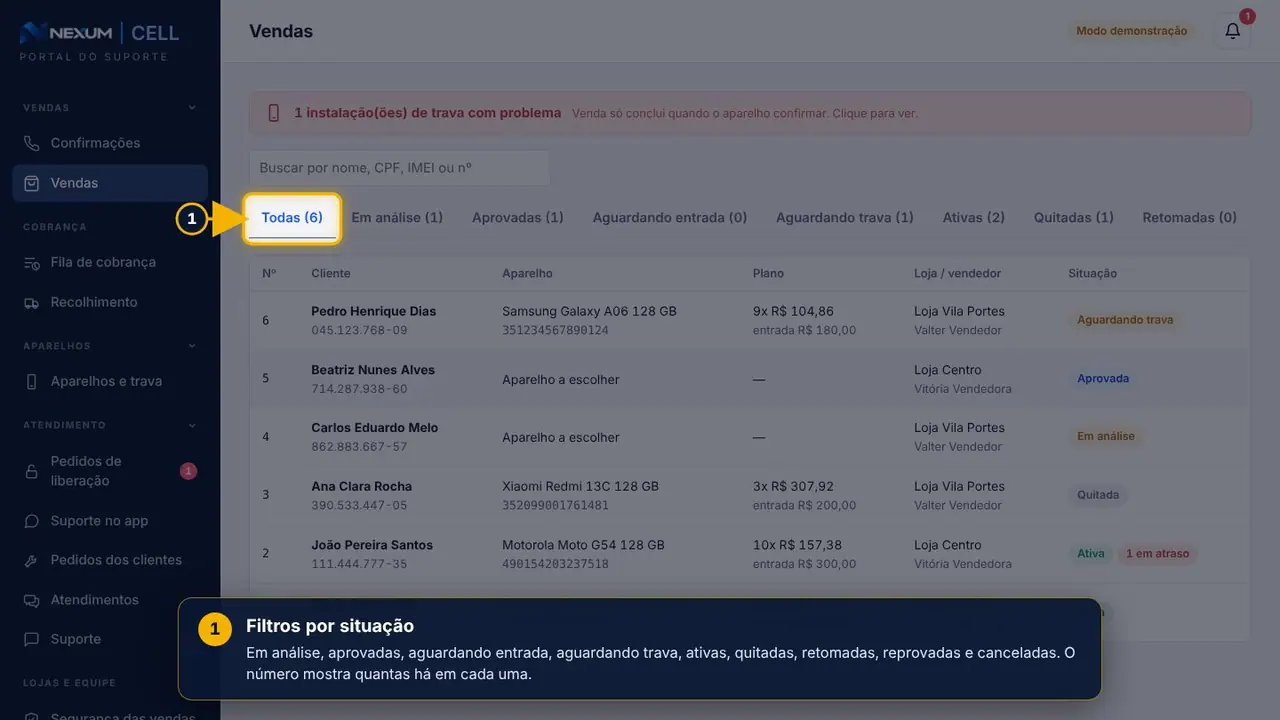 NEXUM | CELL
PORTAL DO SUPORTE
VENDAS
Confirmações
Vendas
COBRANÇA
Fila de cobrança
Recolhimento
APARELHOS
Aparelhos e trava
ATENDIMENTO
Pedidos de
liberação
1
Suporte no app
Pedidos dos clientes
Atendimentos
Suporte
LOJAS E EQUIPE
Segurança das vendas
Vendas
Modo demonstração
1
1 instalação(ões) de trava com problema Venda só conclui quando o aparelho confirmar. Clique para ver.
Buscar por nome, CPF, IMEI ou nº
1
Todas (6) Em análise (1) Aprovadas (1) Aguardando entrada (0) Aguardando trava (1) Ativas (2) Quitadas (1) Retomadas (0)
Nº Cliente Aparelho Plano Loja / vendedor Situação
6 Pedro Henrique Dias Samsung Galaxy A06 128 GB 9x R$ 104,86 Loja Vila Portes Aguardando trava
045.123.768-09 351234567890124 entrada R$ 180,00 Valter Vendedor
5 Beatriz Nunes Alves Aparelho a escolher — Loja Centro Aprovada
714.287.938-60 Vitória Vendedora
4 Carlos Eduardo Melo Aparelho a escolher — Loja Vila Portes Em análise
862.883.667-57 Valter Vendedor
3 Ana Clara Rocha Xiaomi Redmi 13C 128 GB 3x R$ 307,92 Loja Vila Portes Quitada
390.533.447-05 352099001761481 entrada R$ 200,00 Valter Vendedor
2 João Pereira Santos Motorola Moto G54 128 GB 10x R$ 157,38 Loja Centro Ativa 1 em atraso
111.444.777-35 490154203237518 entrada R$ 300,00 Vitória Vendedora
1 Filtros por situação
Em análise, aprovadas, aguardando entrada, aguardando trava, ativas, quitadas, retomadas, reprovadas e canceladas. O
número mostra quantas há em cada uma.